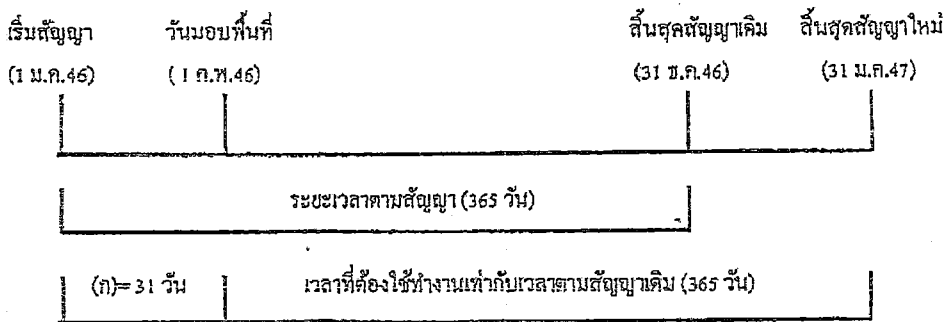 เริ่มสัญญา วันมอบพื้นที่ สิ้นสุดสัญญาเดิม สิ้นสุดสัญญาใหม่
(1 ม.ค.46) (1 ก.พ.46) (31 ธ.ค.46) (31 ม.ค.47)
ระยะเวลาตามสัญญา (365 วัน)
(ก)= 31 วัน เวลาที่ต้องใช้ทำงานเท่ากับเวลาตามสัญญาเดิม (365 วัน)